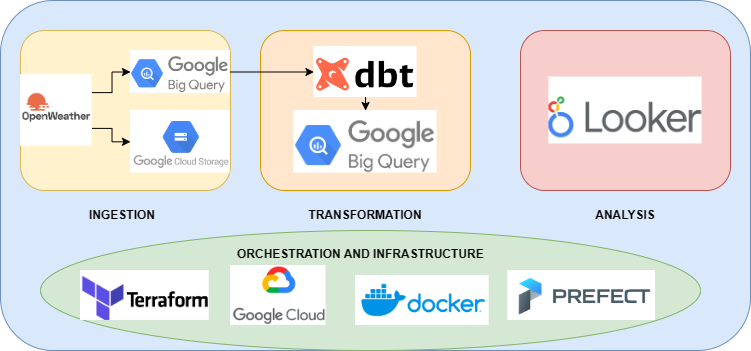 OpenWeather
Google
Big Query
Google Cloud Storage
dbt
Google
Big Query
Looker
INGESTION
TRANSFORMATION
ANALYSIS
ORCHESTRATION AND INFRASTRUCTURE
Terraform
Google Cloud
docker
PREFECT